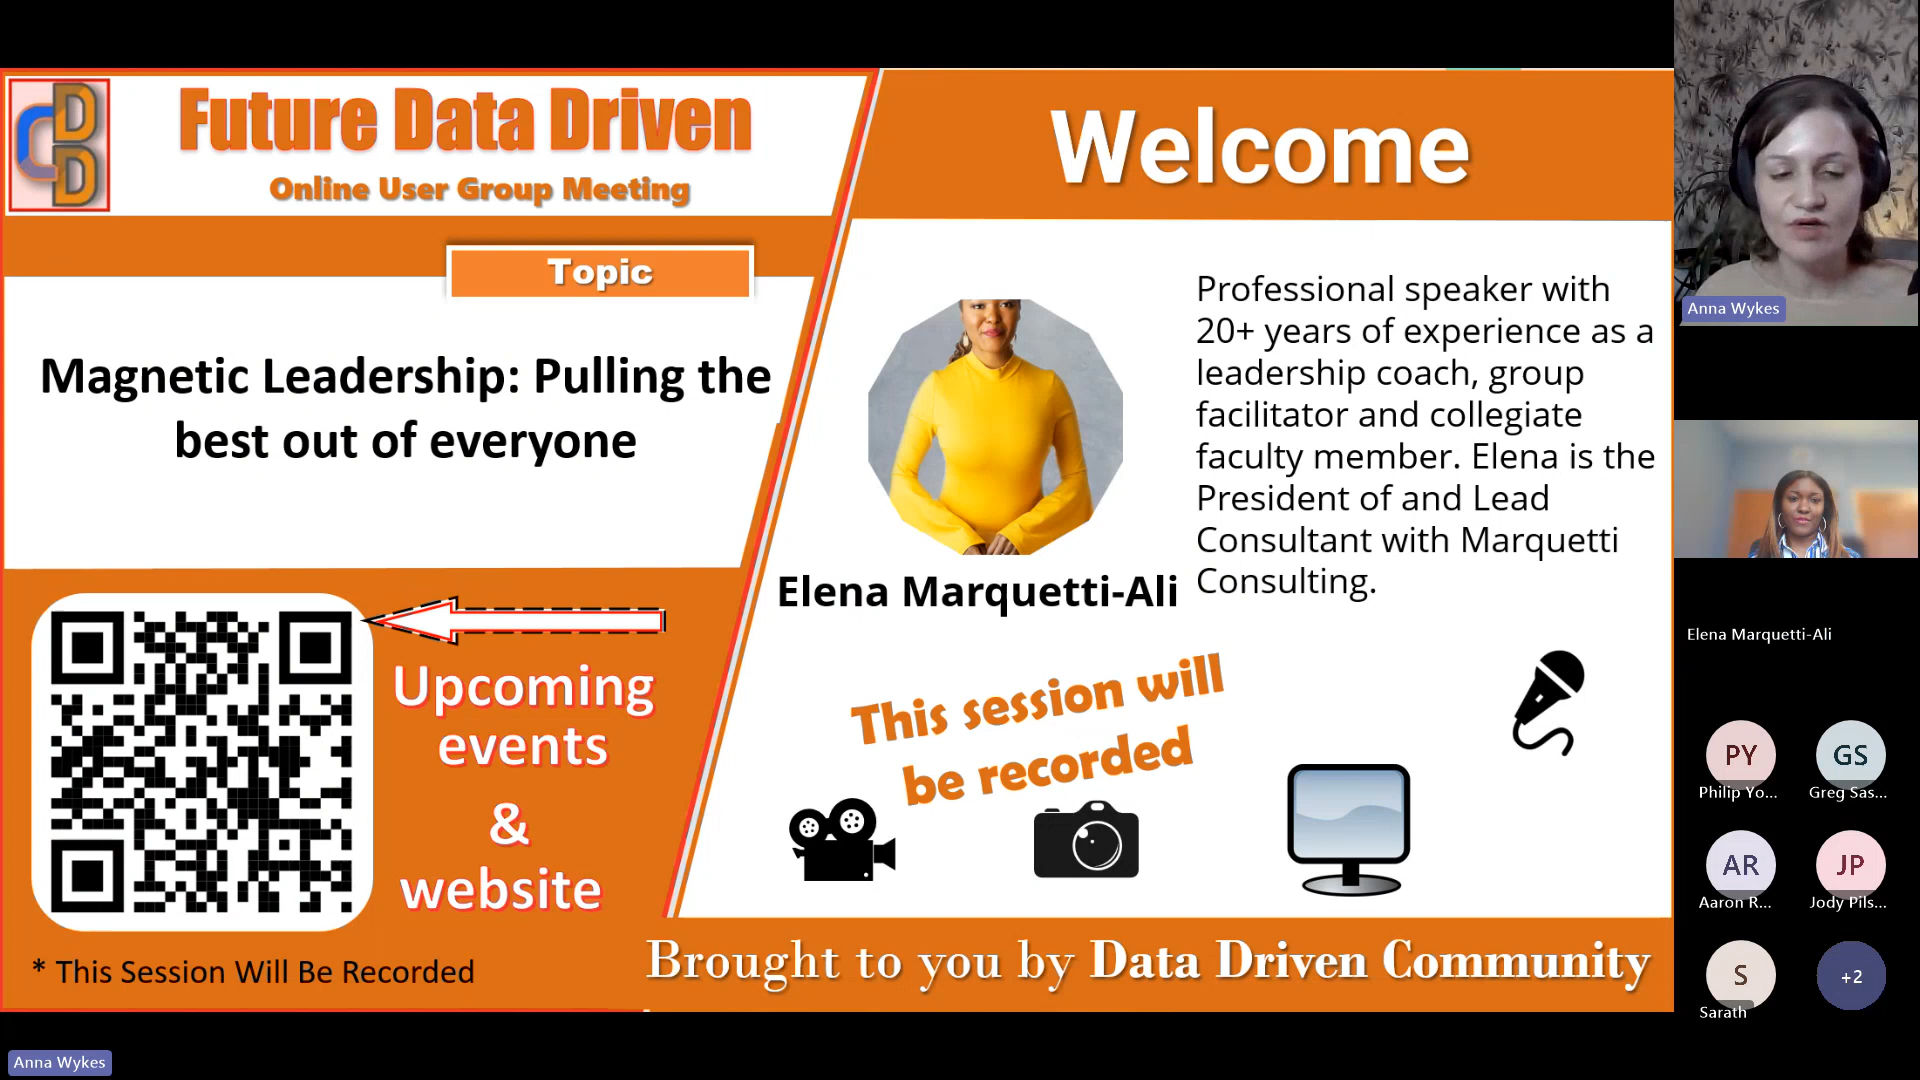 Future Data Driven
Online User Group Meeting
Topic
Magnetic Leadership: Pulling the
best out of everyone
Upcoming
events
&
website
* This Session Will Be Recorded
Welcome
Professional speaker with
20+ years of experience as a
leadership coach, group
facilitator and collegiate
faculty member. Elena is the
President of and Lead
Consultant with Marquetti
Consulting.
Elena Marquetti-Ali
This session will
be recorded
Brought to you by Data Driven Community
Anna Wykes
Anna Wykes
Elena Marquetti-Ali
PY
Philip Yo...
GS
Greg Sas...
AR
Aaron R...
JP
Jody Pils...
S
Sarath
+2